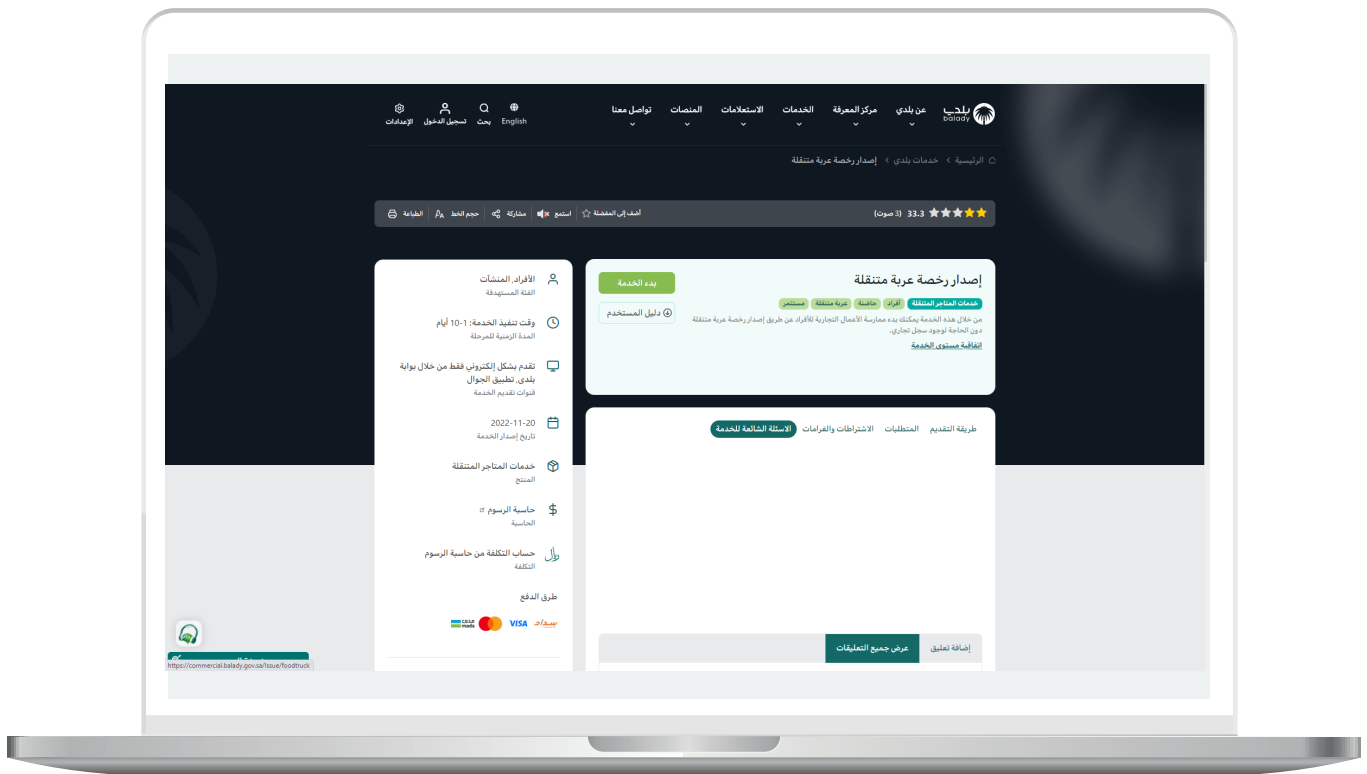 بلدي
balady
عن بلدي
مركز المعرفة
الخدمات
الاستعلامات
المنصات
تواصل معنا
English
بحث
تسجيل الدخول
الإعدادات
الرئيسية > خدمات بلدي > إصدار رخصة عربة متنقلة
33.3 (3 صوت)
أضف إلى المفضلة
استمع
مشاركة
حجم الخط
الطباعة
إصدار رخصة عربة متنقلة
بدء الخدمة
دليل المستخدم
خدمات المتاجر المتنقلة أفراد حاضنة عربة متنقلة مستثمر
من خلال هذه الخدمة يمكنك بدء ممارسة الأعمال التجارية للأفراد عن طريق إصدار رخصة عربة متنقلة
دون الحاجة لوجود سجل تجاري.
اتفاقية مستوى الخدمة
الأفراد, المنشآت
الفئة المستهدفة
وقت تنفيذ الخدمة: 1-10 أيام
المدة الزمنية للمرحلة
تقدم بشكل إلكتروني فقط من خلال بوابة
بلدي, تطبيق الجوال
قنوات تقديم الخدمة
2022-11-20
تاريخ إصدار الخدمة
خدمات المتاجر المتنقلة
المنتج
حاسبة الرسوم
الحاسبة
حساب التكلفة من حاسبة الرسوم
التكلفة
طرق الدفع
سداد
VISA
mada
طريقة التقديم
المتطلبات
الاشتراطات والغرامات
الاسئلة الشائعة للخدمة
إضافة تعليق
عرض جميع التعليقات
https://commercial.balady.gov.sa/Issue/foodtruck